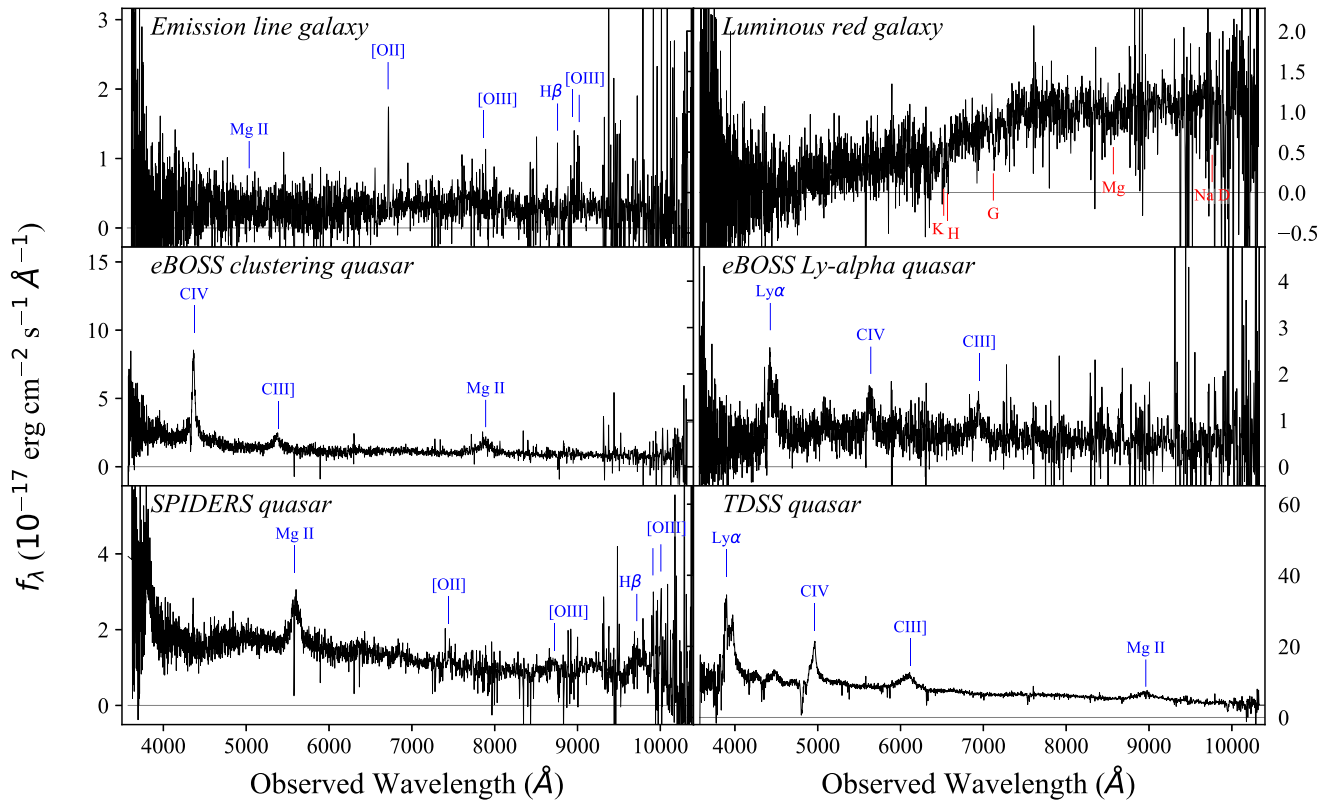 Emission line galaxy
Mg II
[OII]
[OIII]
Hβ
[OIII]
3
2
1
0
Luminous red galaxy
K
H
G
Mg
Na D
2.0
1.5
1.0
0.5
0.0
−0.5
eBOSS clustering quasar
CIV
CIII]
Mg II
15
10
5
0
eBOSS Ly-alpha quasar
Lyα
CIV
CIII]
4
3
2
1
0
SPIDERS quasar
Mg II
[OII]
[OIII]
Hβ
[OIII]
4
2
0
TDSS quasar
Lyα
CIV
CIII]
Mg II
60
40
20
0
4000 5000 6000 7000 8000 9000 10000
4000 5000 6000 7000 8000 9000 10000
Observed Wavelength (Å)
Observed Wavelength (Å)
fλ (10⁻¹⁷ erg cm⁻² s⁻¹ Å⁻¹)